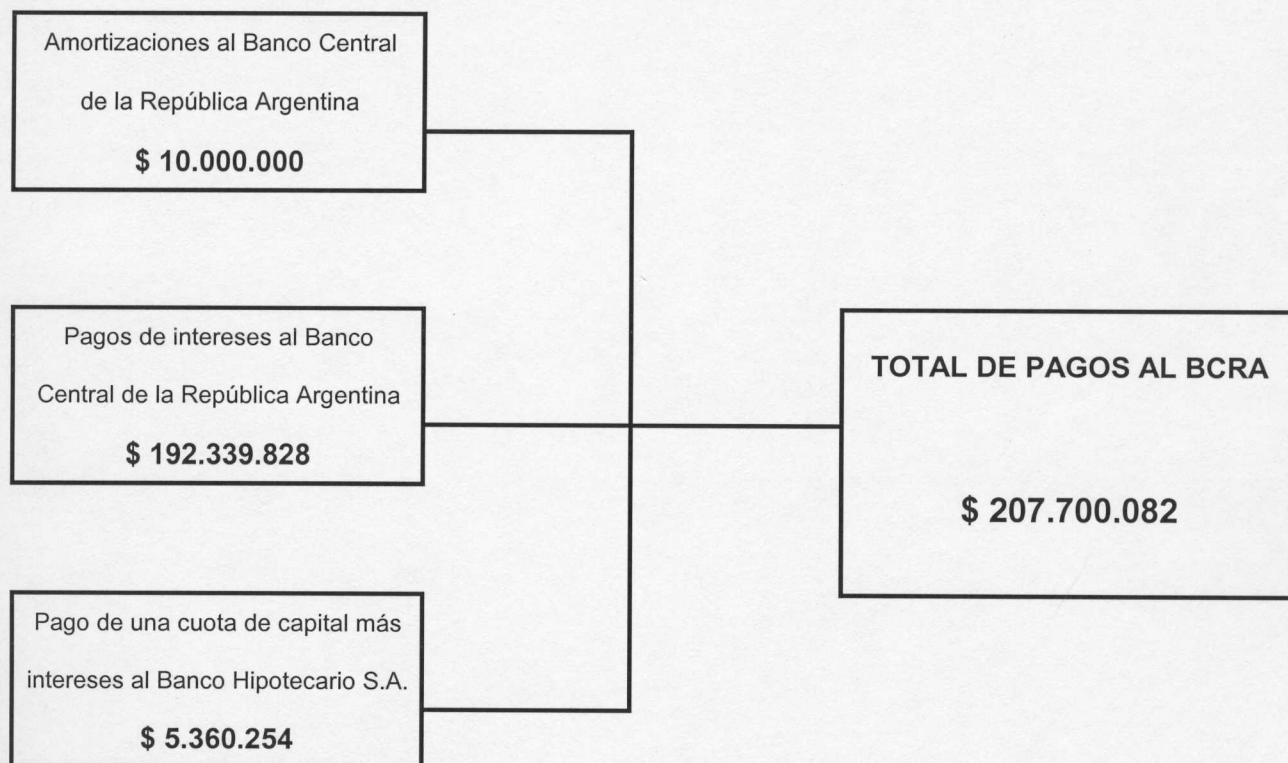 Amortizaciones al Banco Central
de la República Argentina
$ 10.000.000
Pagos de intereses al Banco
Central de la República Argentina
$ 192.339.828
Pago de una cuota de capital más
intereses al Banco Hipotecario S.A.
$ 5.360.254
TOTAL DE PAGOS AL BCRA
$ 207.700.082